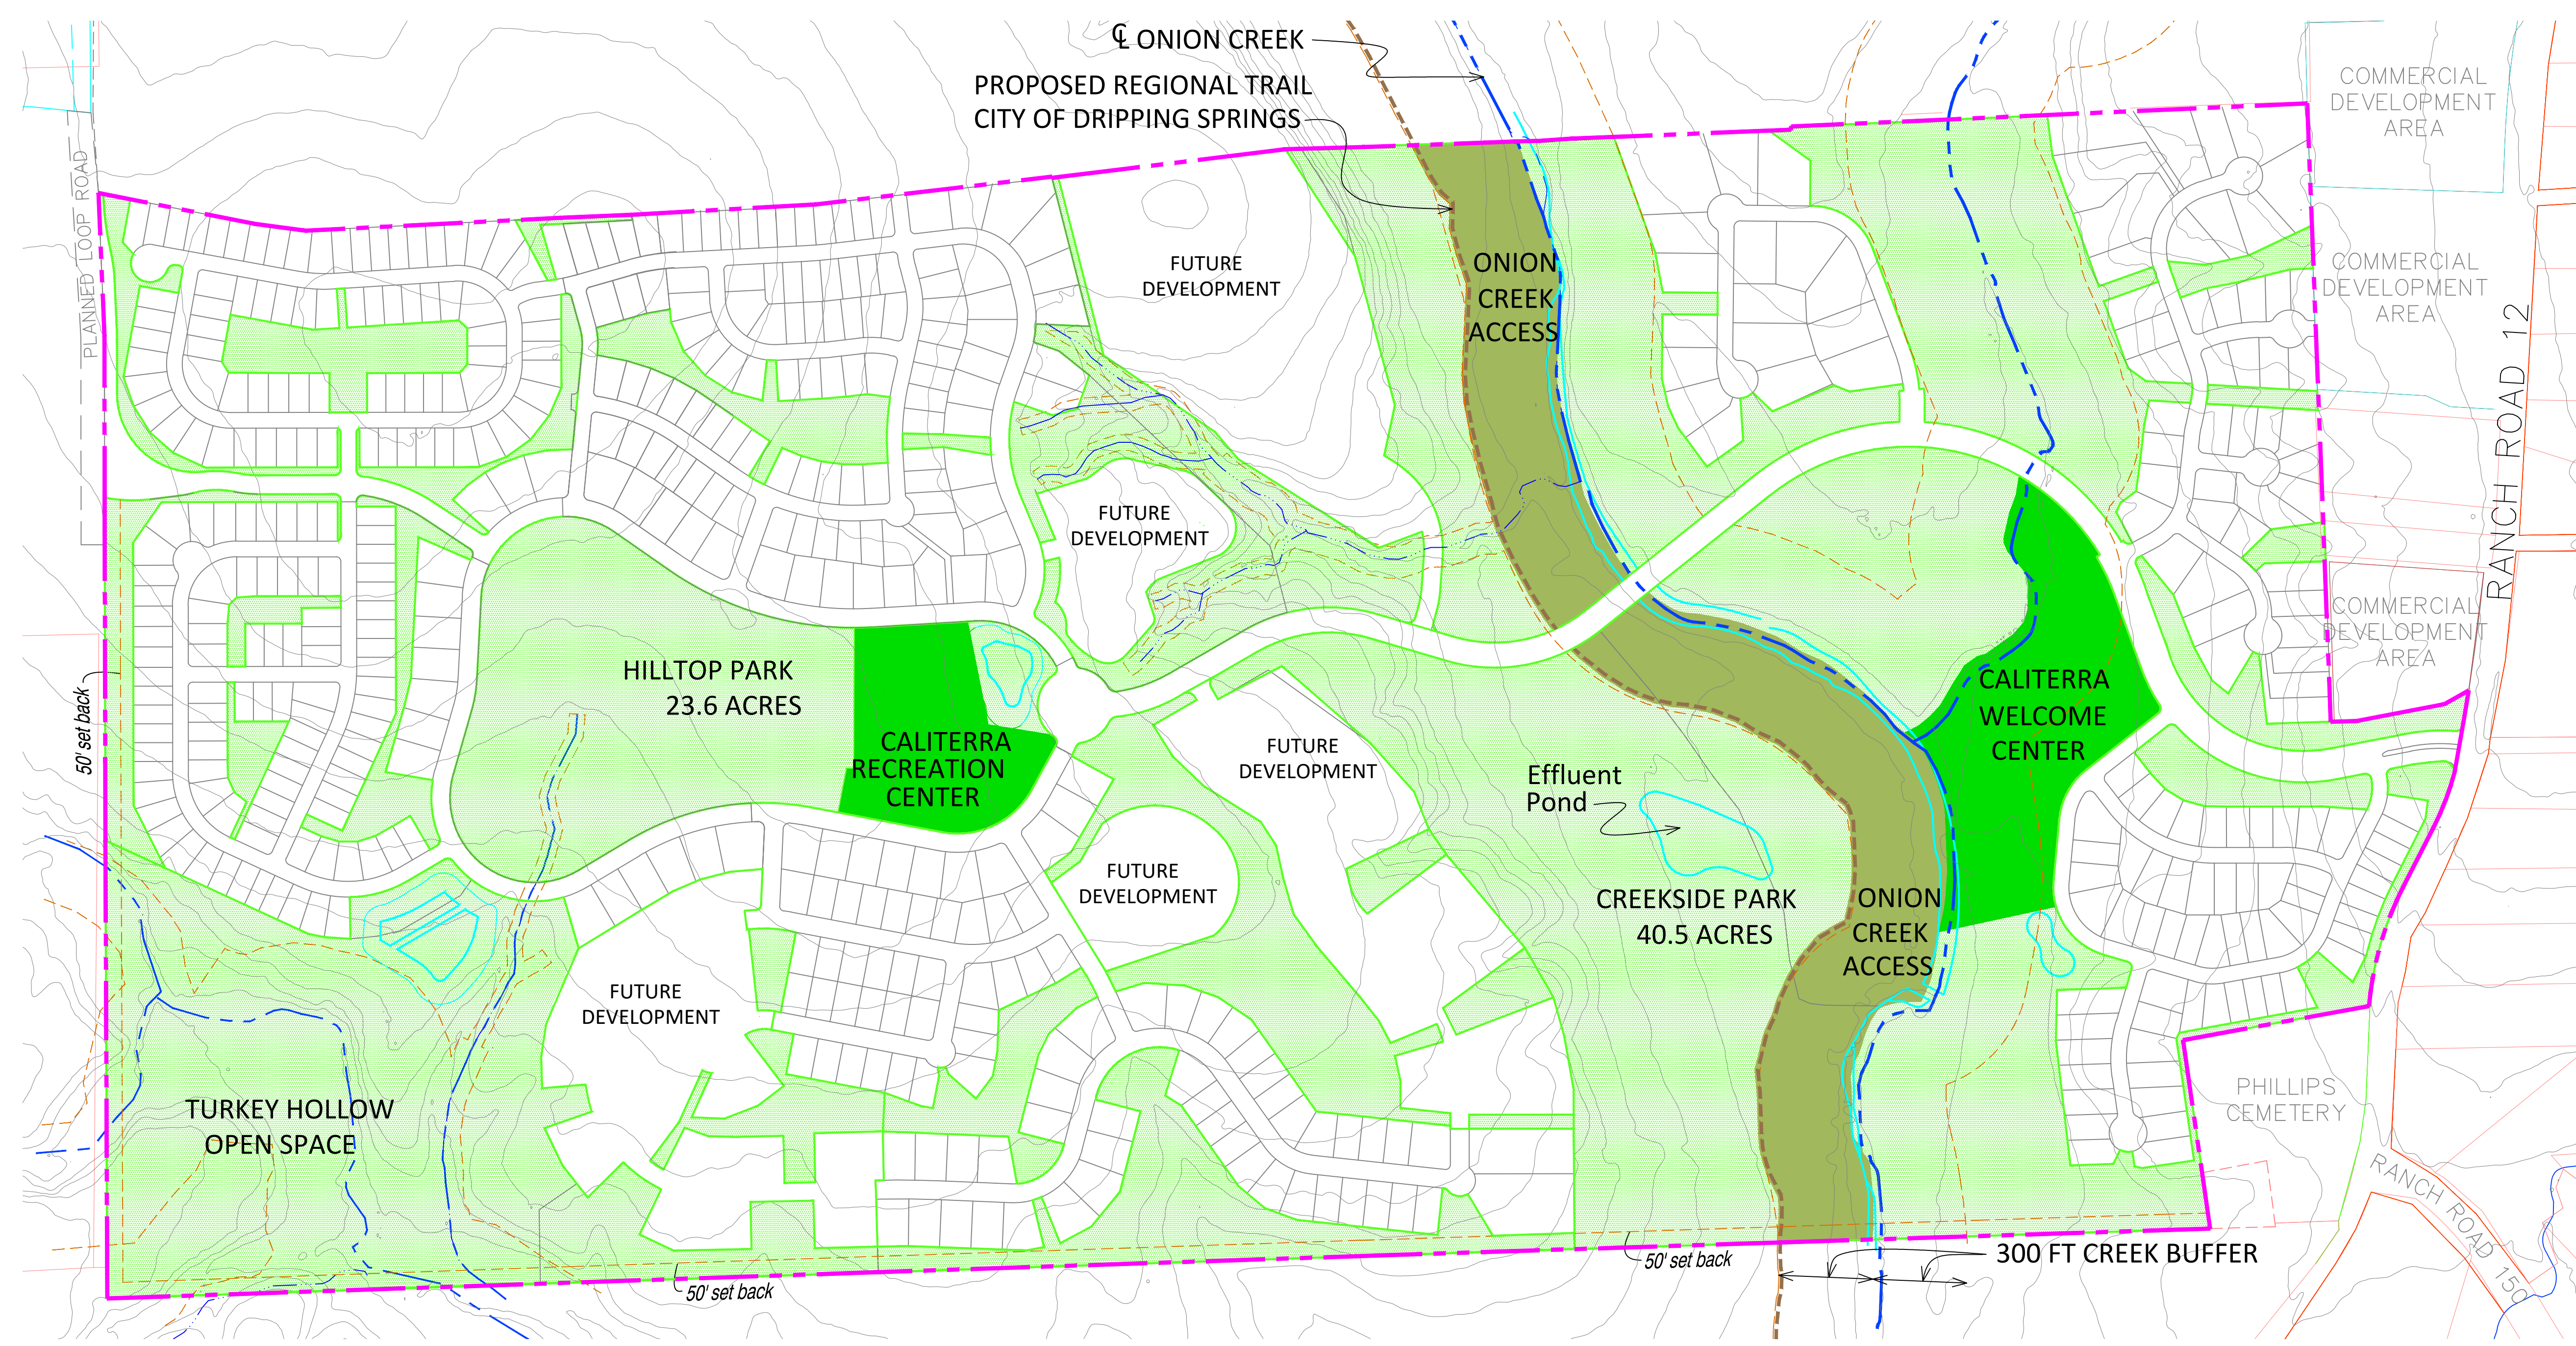 ℄ ONION CREEK
PROPOSED REGIONAL TRAIL
CITY OF DRIPPING SPRINGS
COMMERCIAL
DEVELOPMENT
AREA
PLANNED LOOP ROAD
FUTURE
DEVELOPMENT
ONION
CREEK
ACCESS
COMMERCIAL
DEVELOPMENT
AREA
RANCH ROAD 12
FUTURE
DEVELOPMENT
COMMERCIAL
DEVELOPMENT
AREA
50' set back
HILLTOP PARK
23.6 ACRES
CALITERRA
RECREATION
CENTER
FUTURE
DEVELOPMENT
CALITERRA
WELCOME
CENTER
Effluent
Pond
FUTURE
DEVELOPMENT
CREEKSIDE PARK
40.5 ACRES
ONION
CREEK
ACCESS
FUTURE
DEVELOPMENT
TURKEY HOLLOW
OPEN SPACE
PHILLIPS
CEMETERY
RANCH ROAD 150
50' set back
50' set back
300 FT CREEK BUFFER